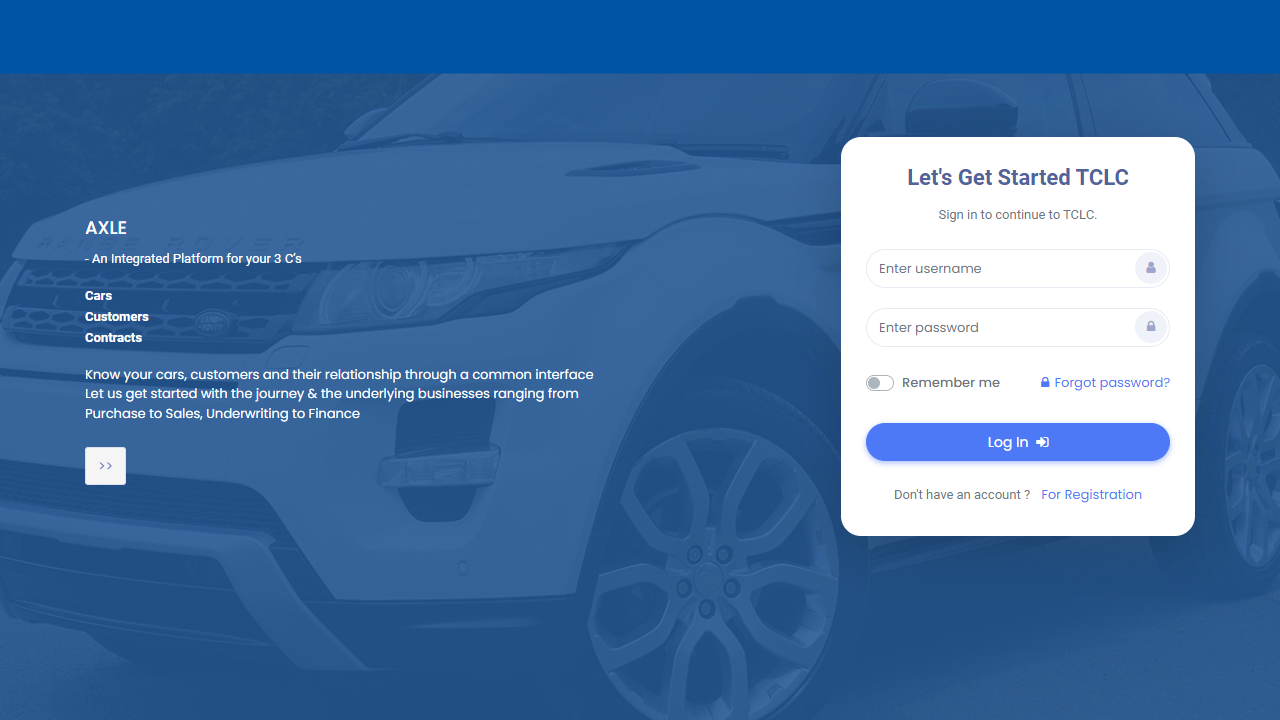 AXLE
- An Integrated Platform for your 3 C's
Cars
Customers
Contracts
Know your cars, customers and their relationship through a common interface
Let us get started with the journey & the underlying businesses ranging from
Purchase to Sales, Underwriting to Finance
>>
RANGE ROVER
Let's Get Started TCLC
Sign in to continue to TCLC.
Enter username
Enter password
Remember me
Forgot password?
Log In
Don't have an account ? For Registration